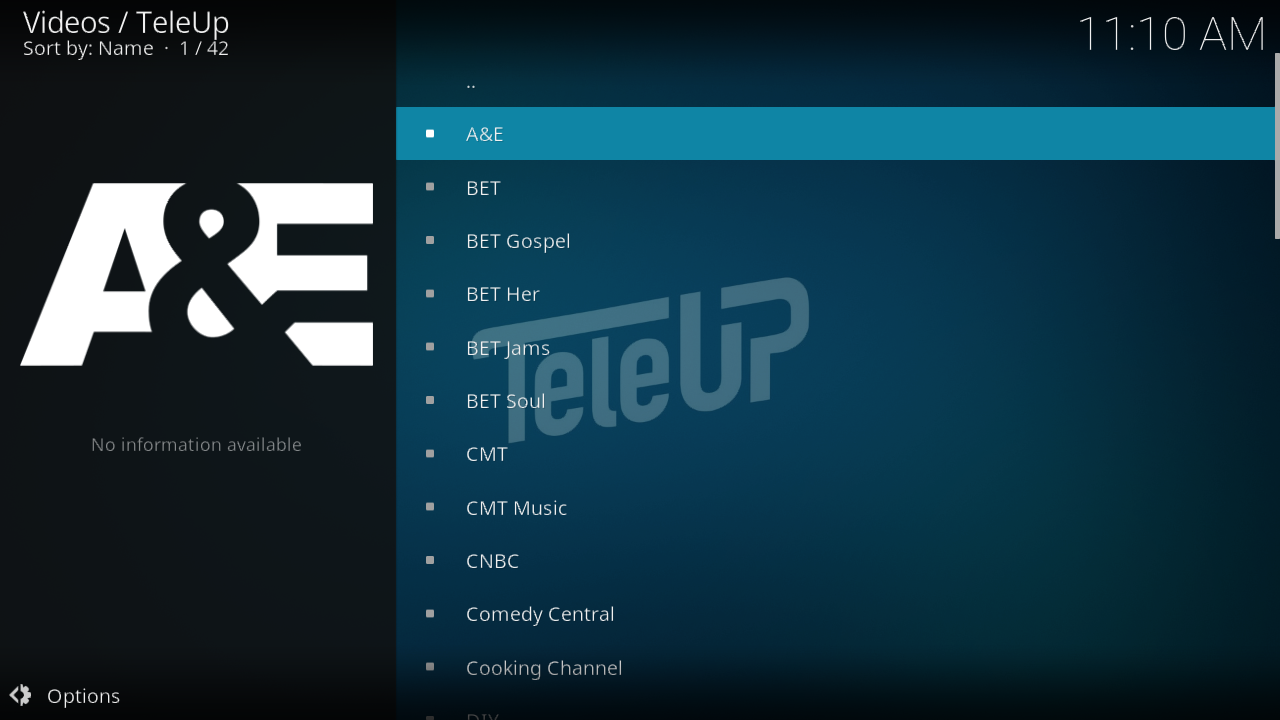 Videos / TeleUp
Sort by: Name · 1 / 42
11:10 AM
..
A&E
A&E
BET
BET Gospel
BET Her
BET Jams
TeleUP
BET Soul
No information available
CMT
CMT Music
CNBC
Comedy Central
Cooking Channel
DIY
Options